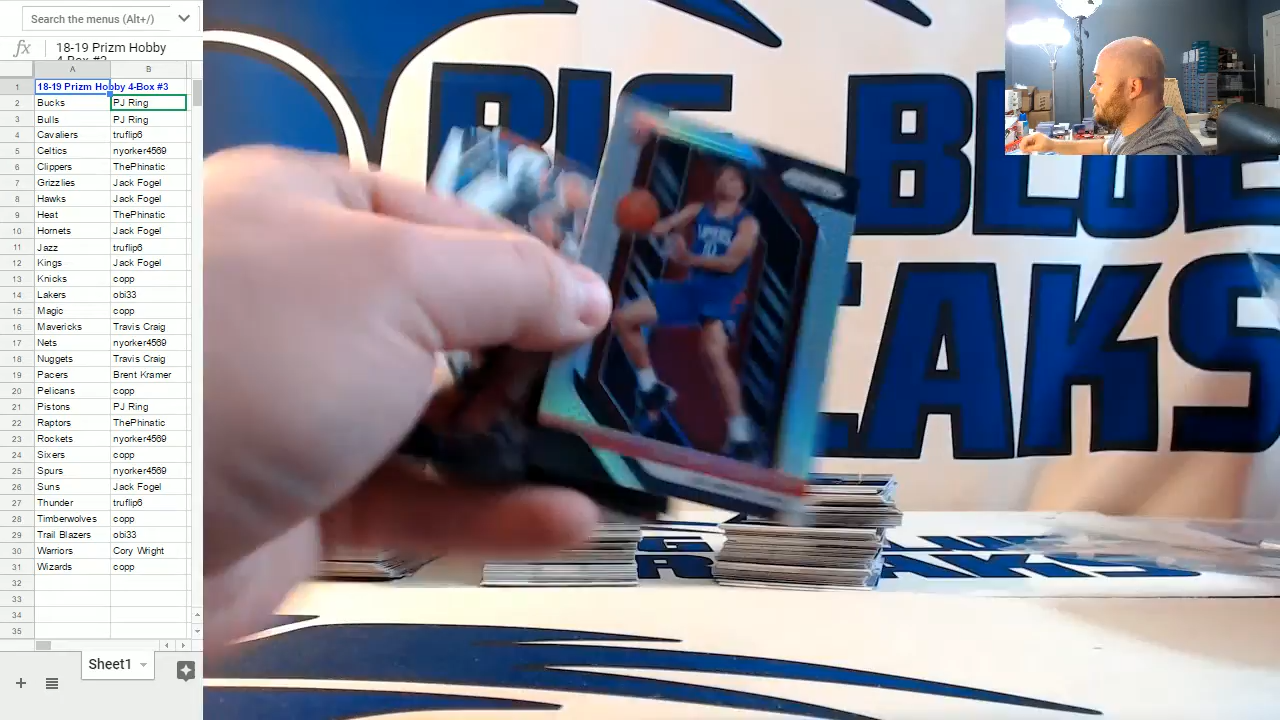 Search the menus (Alt+/)
fx 18-19 Prizm Hobby
4-Box #3
A B
1 18-19 Prizm Hobby 4-Box #3
2 Bucks PJ Ring
3 Bulls PJ Ring
4 Cavaliers truflip6
5 Celtics nyorker4569
6 Clippers ThePhinatic
7 Grizzlies Jack Fogel
8 Hawks Jack Fogel
9 Heat ThePhinatic
10 Hornets Jack Fogel
11 Jazz truflip6
12 Kings Jack Fogel
13 Knicks copp
14 Lakers obi33
15 Magic copp
16 Mavericks Travis Craig
17 Nets nyorker4569
18 Nuggets Travis Craig
19 Pacers Brent Kramer
20 Pelicans copp
21 Pistons PJ Ring
22 Raptors ThePhinatic
23 Rockets nyorker4569
24 Sixers copp
25 Spurs nyorker4569
26 Suns Jack Fogel
27 Thunder truflip6
28 Timberwolves copp
29 Trail Blazers obi33
30 Warriors Cory Wright
31 Wizards copp
32
33
34
35
Sheet1
BIG BLUE
EAKS